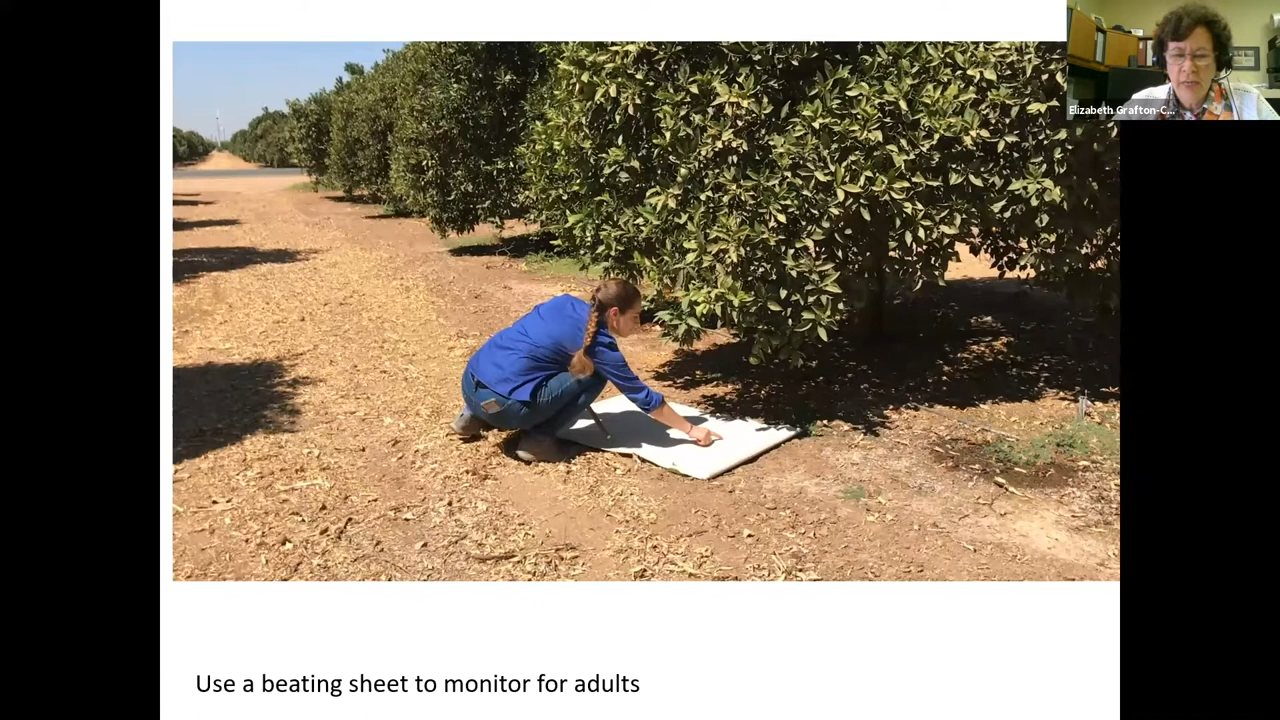 Elizabeth Grafton-C...
Use a beating sheet to monitor for adults